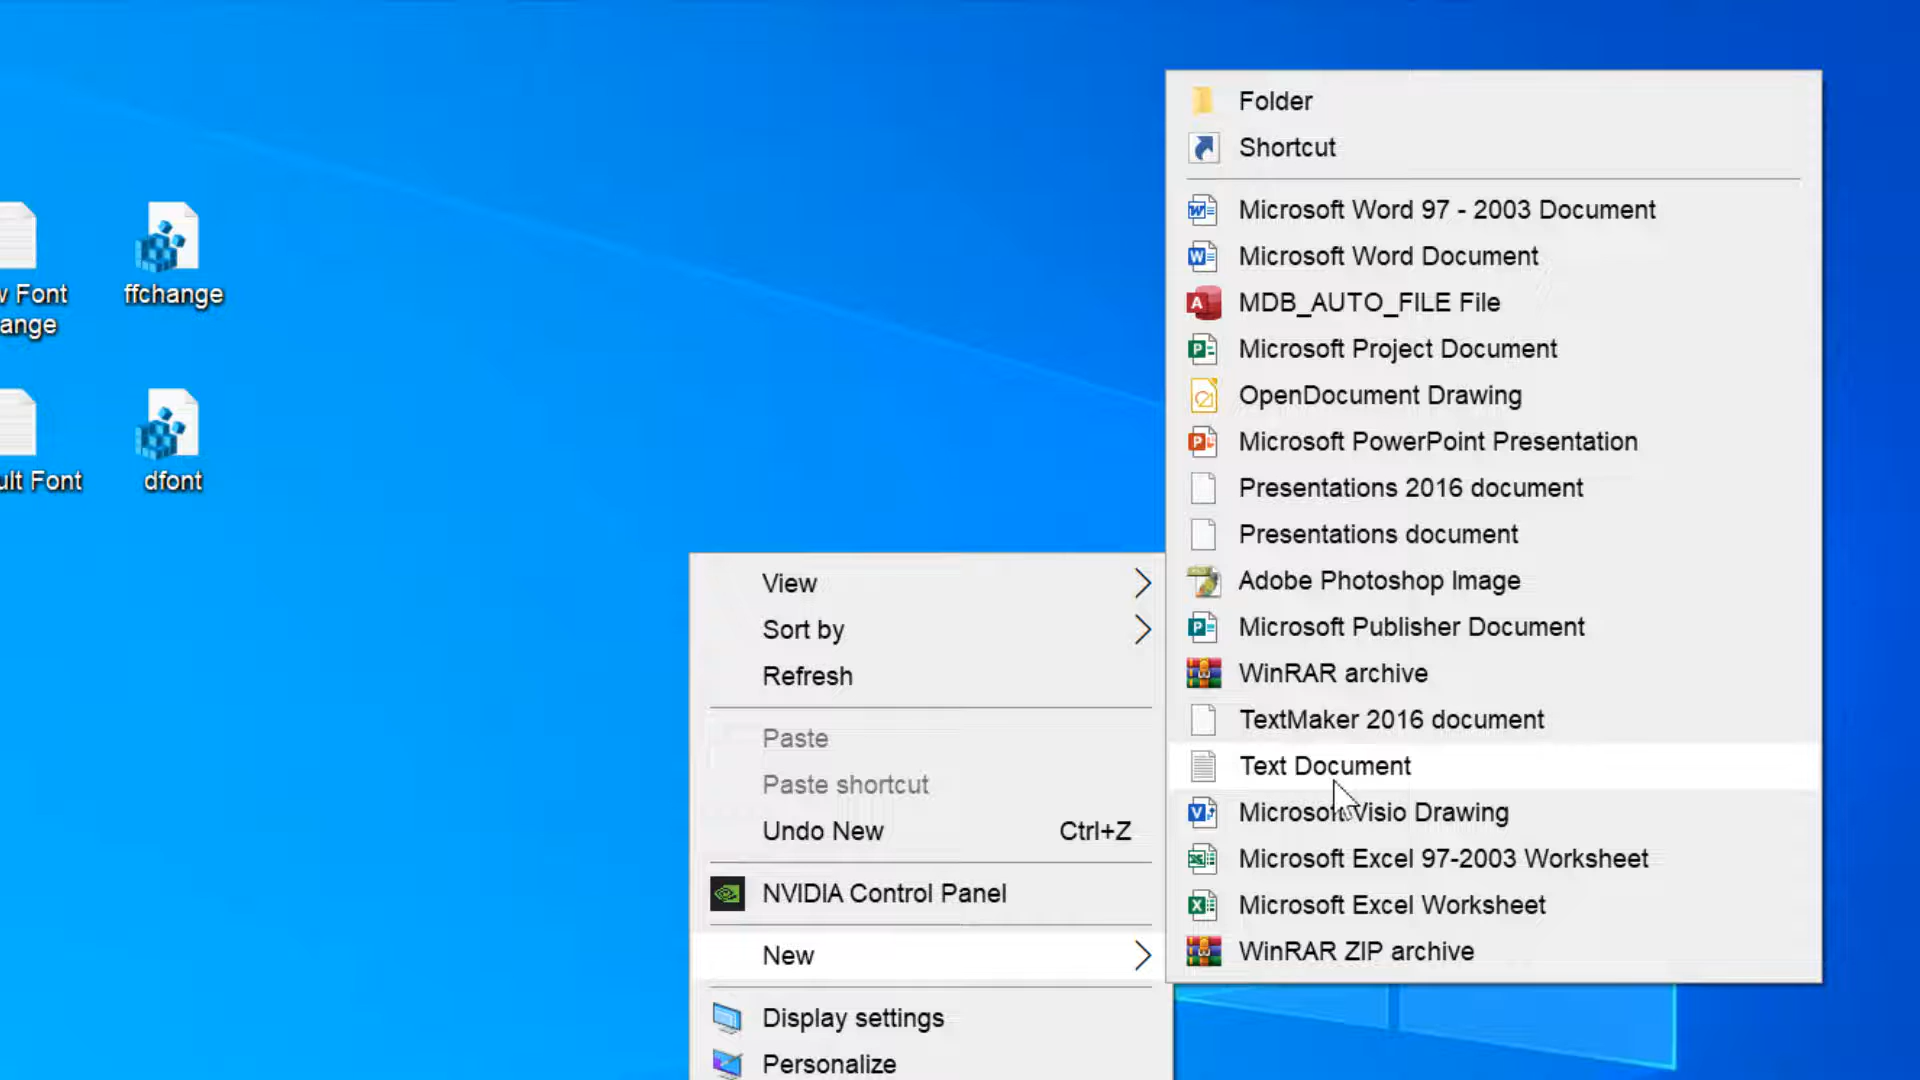 w Font
ange
ffchange
ult Font
dfont
View
Sort by
Refresh
Paste
Paste shortcut
Undo New Ctrl+Z
NVIDIA Control Panel
New
Display settings
Personalize
Folder
Shortcut
Microsoft Word 97 - 2003 Document
Microsoft Word Document
MDB_AUTO_FILE File
Microsoft Project Document
OpenDocument Drawing
Microsoft PowerPoint Presentation
Presentations 2016 document
Presentations document
Adobe Photoshop Image
Microsoft Publisher Document
WinRAR archive
TextMaker 2016 document
Text Document
Microsoft Visio Drawing
Microsoft Excel 97-2003 Worksheet
Microsoft Excel Worksheet
WinRAR ZIP archive